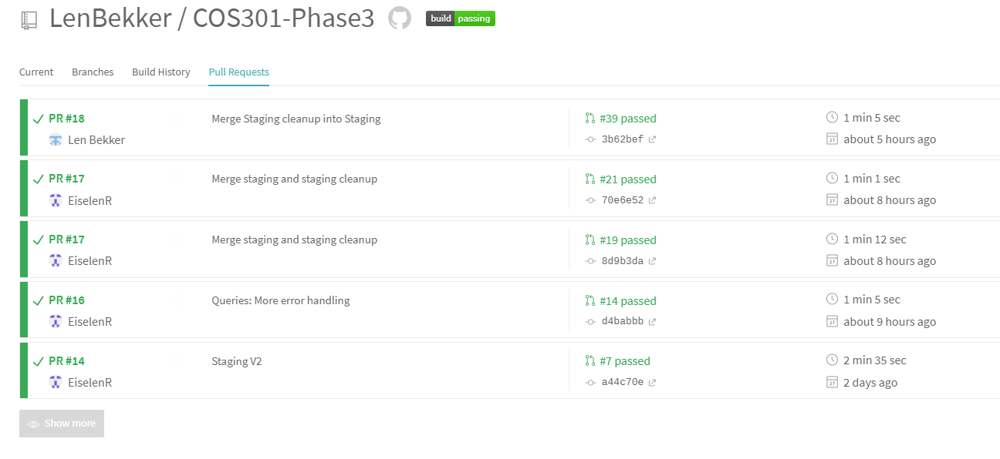 LenBekker / COS301-Phase3 build passing
Current Branches Build History Pull Requests
PR #18 Merge Staging cleanup into Staging #39 passed 1 min 5 sec
Len Bekker 3b62bef 27 about 5 hours ago
PR #17 Merge staging and staging cleanup #21 passed 1 min 1 sec
EiselenR 70e6e52 27 about 8 hours ago
PR #17 Merge staging and staging cleanup #19 passed 1 min 12 sec
EiselenR 8d9b3da 27 about 8 hours ago
PR #16 Queries: More error handling #14 passed 1 min 5 sec
EiselenR d4babbb 27 about 9 hours ago
PR #14 Staging V2 #7 passed 2 min 35 sec
EiselenR a44c70e 27 2 days ago
Show more